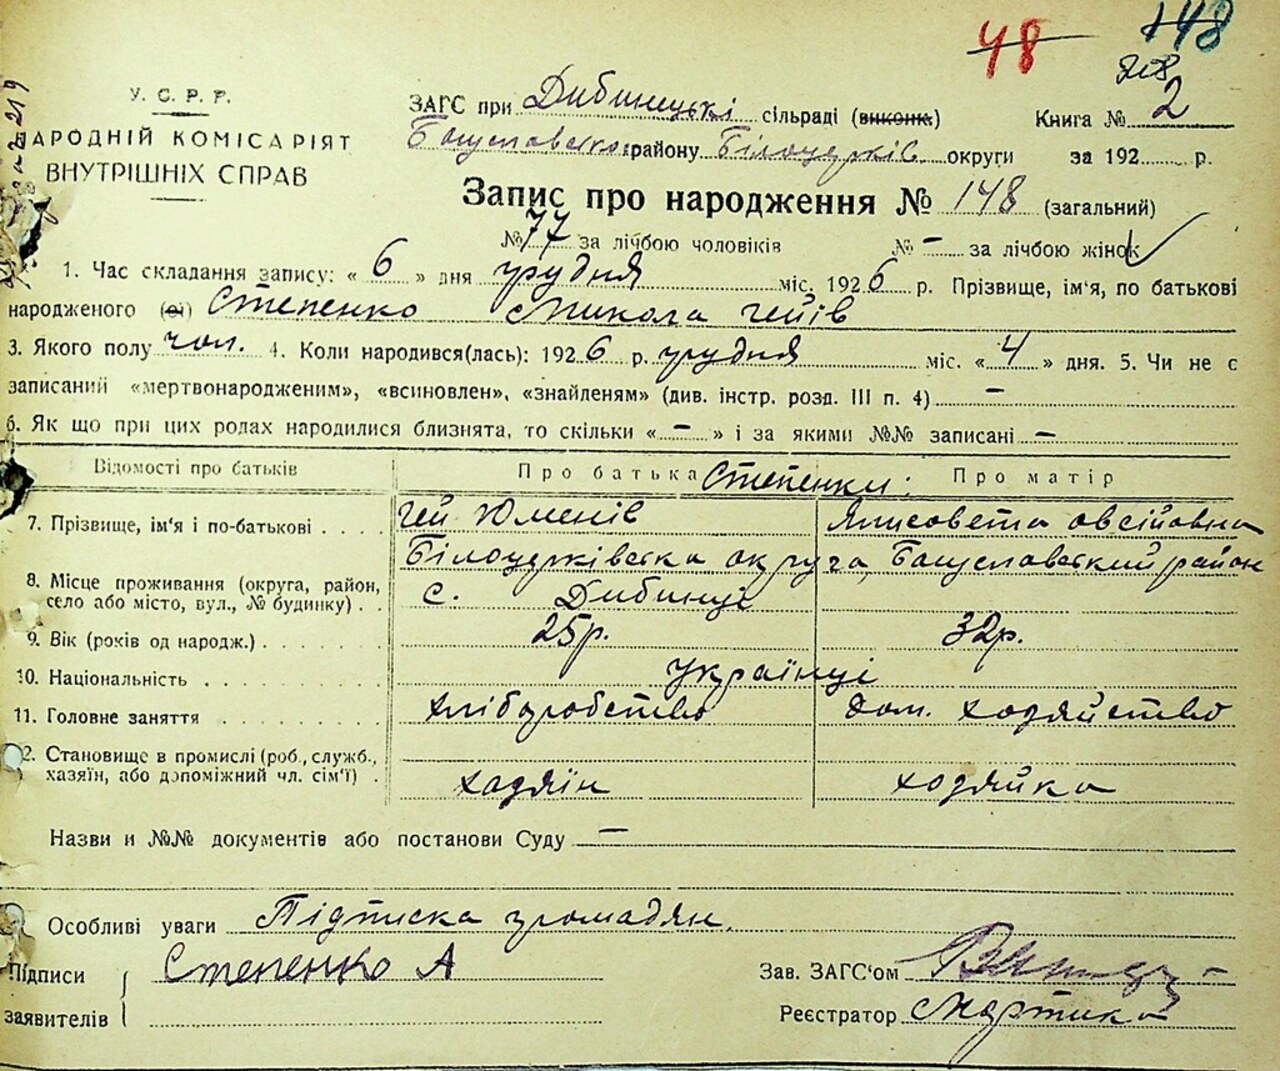 48 148
У. С. Р. Р.
НАРОДНІЙ КОМІСАРІЯТ
ВНУТРІШНІХ СПРАВ
ЗАГС при Дибинецькі сільраді (виконк) Книга № 2
Богуславсько району Білоцерків. округи за 192 р.
Запис про народження № 148 (загальний)
№ 77 за лічбою чоловіків № – за лічбою жінок
1. Час складання запису: « 6 » дня грудня міс. 1926 р. Прізвище, ім'я, по батькові
народженого (ої) Степенко Микола гейів
3. Якого полу чол. 4. Коли народився(лась): 1926 р. грудня міс. « 4 » дня. 5. Чи не є
записаний «мертвонародженим», «всиновлен», «знайденям» (див. інстр. розд. III п. 4) –
6. Як що при цих родах народилися близнята, то скільки « – » і за якими №№ записані –
Відомості про батьків Про батька Степенки. Про матір
7. Прізвище, ім'я і по-батькові Гей Юменів Ялисовета овсійовна
Білоцерківська округа, Богуславський район
8. Місце проживання (округа, район, село або місто, вул., № будинку) с. Дибинці
9. Вік (років од народж.) 25р. 32р.
10. Національність українці
11. Головне заняття хліборобство дом. хозяйство
12. Становище в промислі (роб., служб., хазяїн, або допоміжний чл. сім'ї) хазяїн хозяйка
Назви и №№ документів або постанови Суду –
Особливі уваги Підписка громадян.
Підписи Степенко А Зав. ЗАГС'ом
заявителів Реєстратор